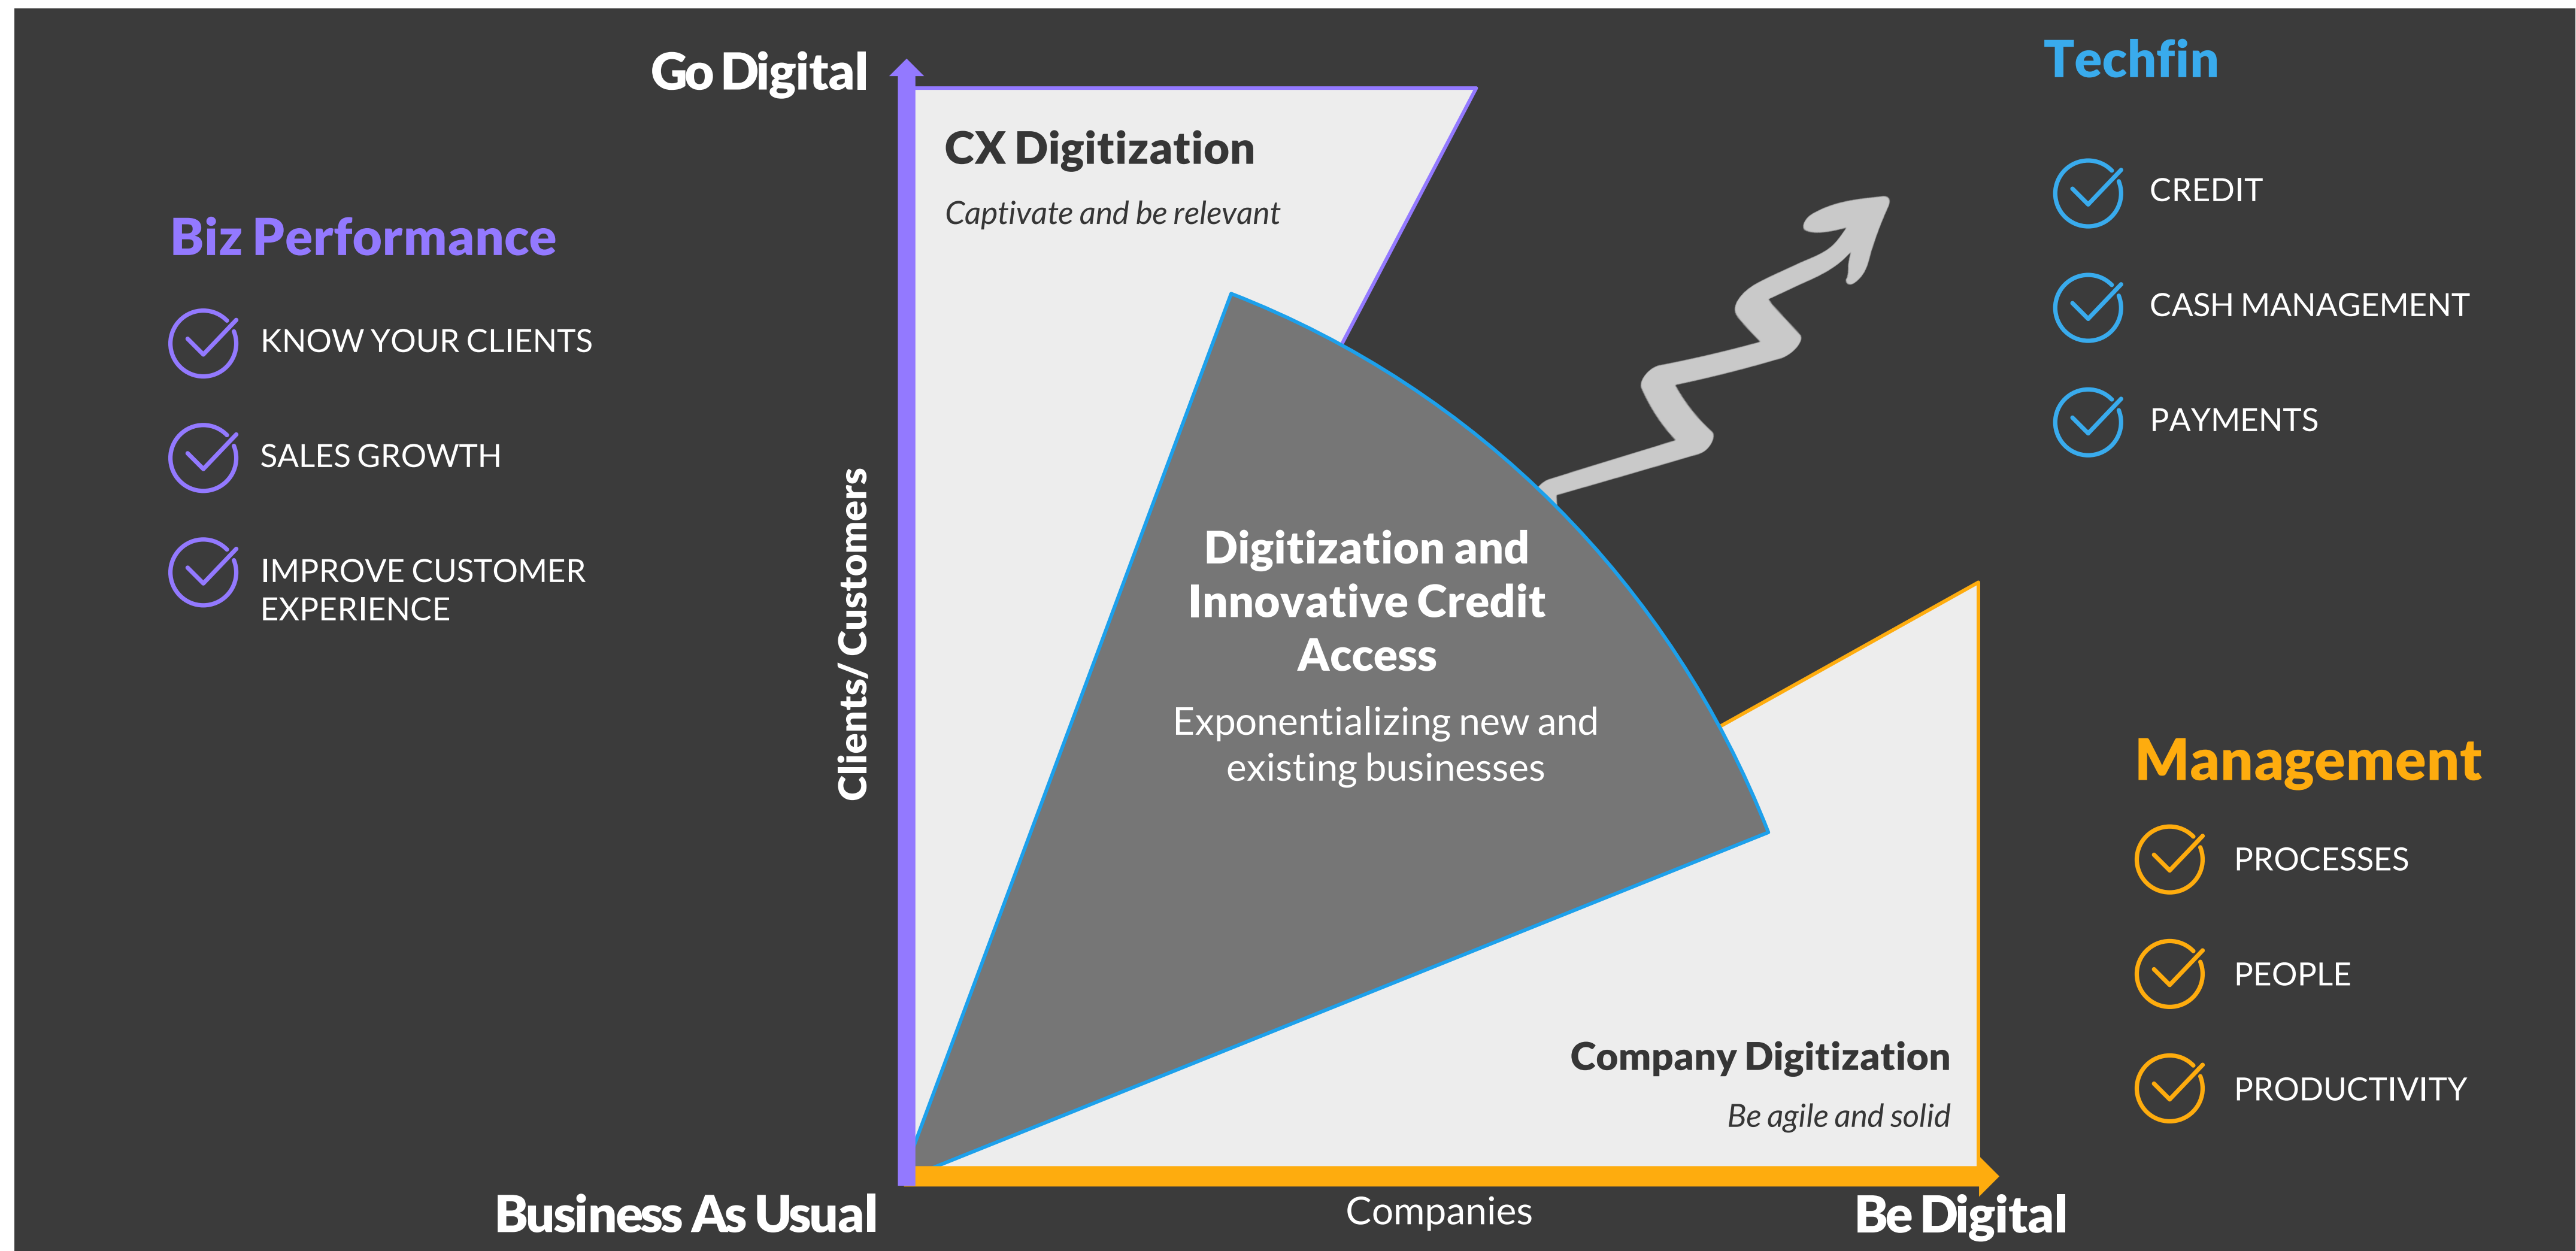 Go Digital
Techfin
CX Digitization
Captivate and be relevant
CREDIT
Biz Performance
CASH MANAGEMENT
KNOW YOUR CLIENTS
PAYMENTS
SALES GROWTH
IMPROVE CUSTOMER
EXPERIENCE
Clients/ Customers
Digitization and
Innovative Credit
Access
Exponentializing new and
existing businesses
Management
PROCESSES
PEOPLE
PRODUCTIVITY
Company Digitization
Be agile and solid
Business As Usual
Companies
Be Digital